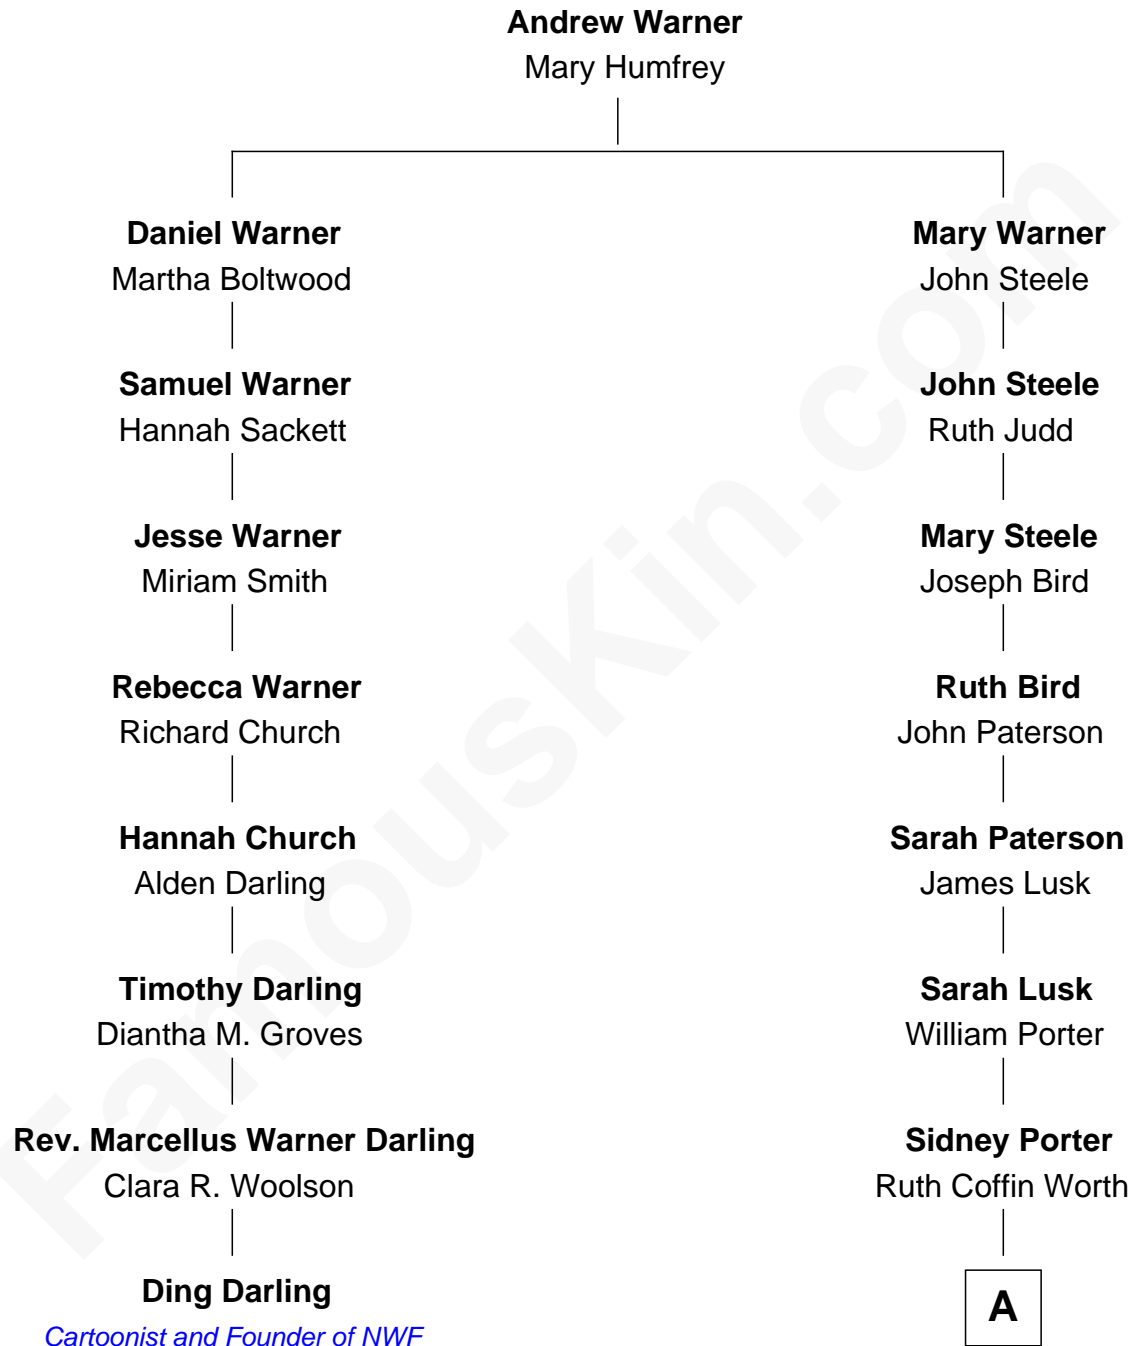 Andrew Warner
Mary Humfrey
Daniel Warner
Martha Boltwood
Mary Warner
John Steele
Samuel Warner
Hannah Sackett
John Steele
Ruth Judd
Jesse Warner
Miriam Smith
Mary Steele
Joseph Bird
Rebecca Warner
Richard Church
Ruth Bird
John Paterson
Hannah Church
Alden Darling
Sarah Paterson
James Lusk
Timothy Darling
Diantha M. Groves
Sarah Lusk
William Porter
Rev. Marcellus Warner Darling
Clara R. Woolson
Sidney Porter
Ruth Coffin Worth
Ding Darling
Cartoonist and Founder of NWF
A
FamousKin.com